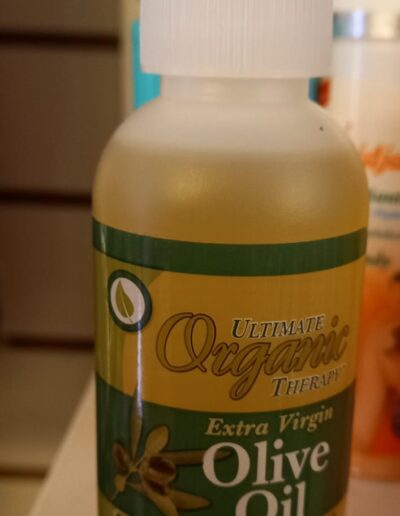 ULTIMATE
Organic
THERAPY
Extra Virgin
Olive
Oil